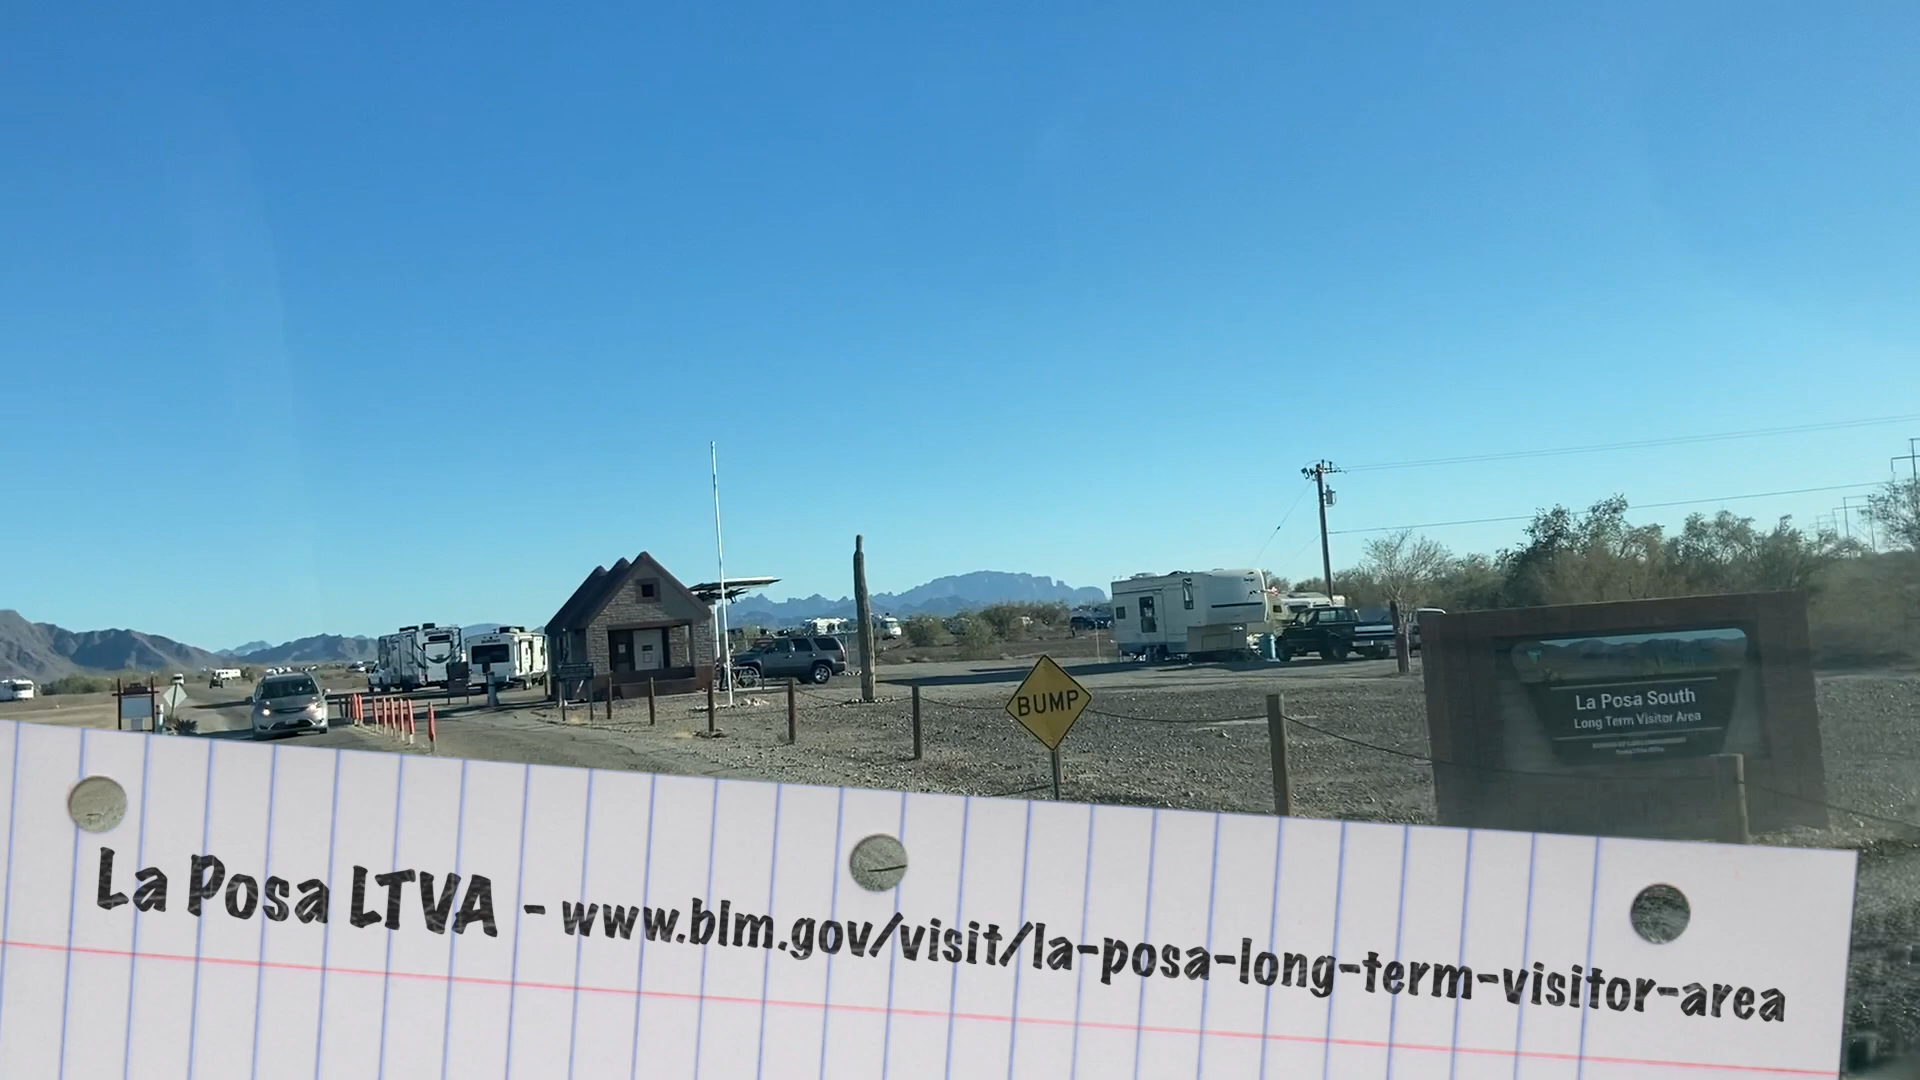 BUMP
La Posa South
Long Term Visitor Area
La Posa LTVA - www.blm.gov/visit/la-posa-long-term-visitor-area